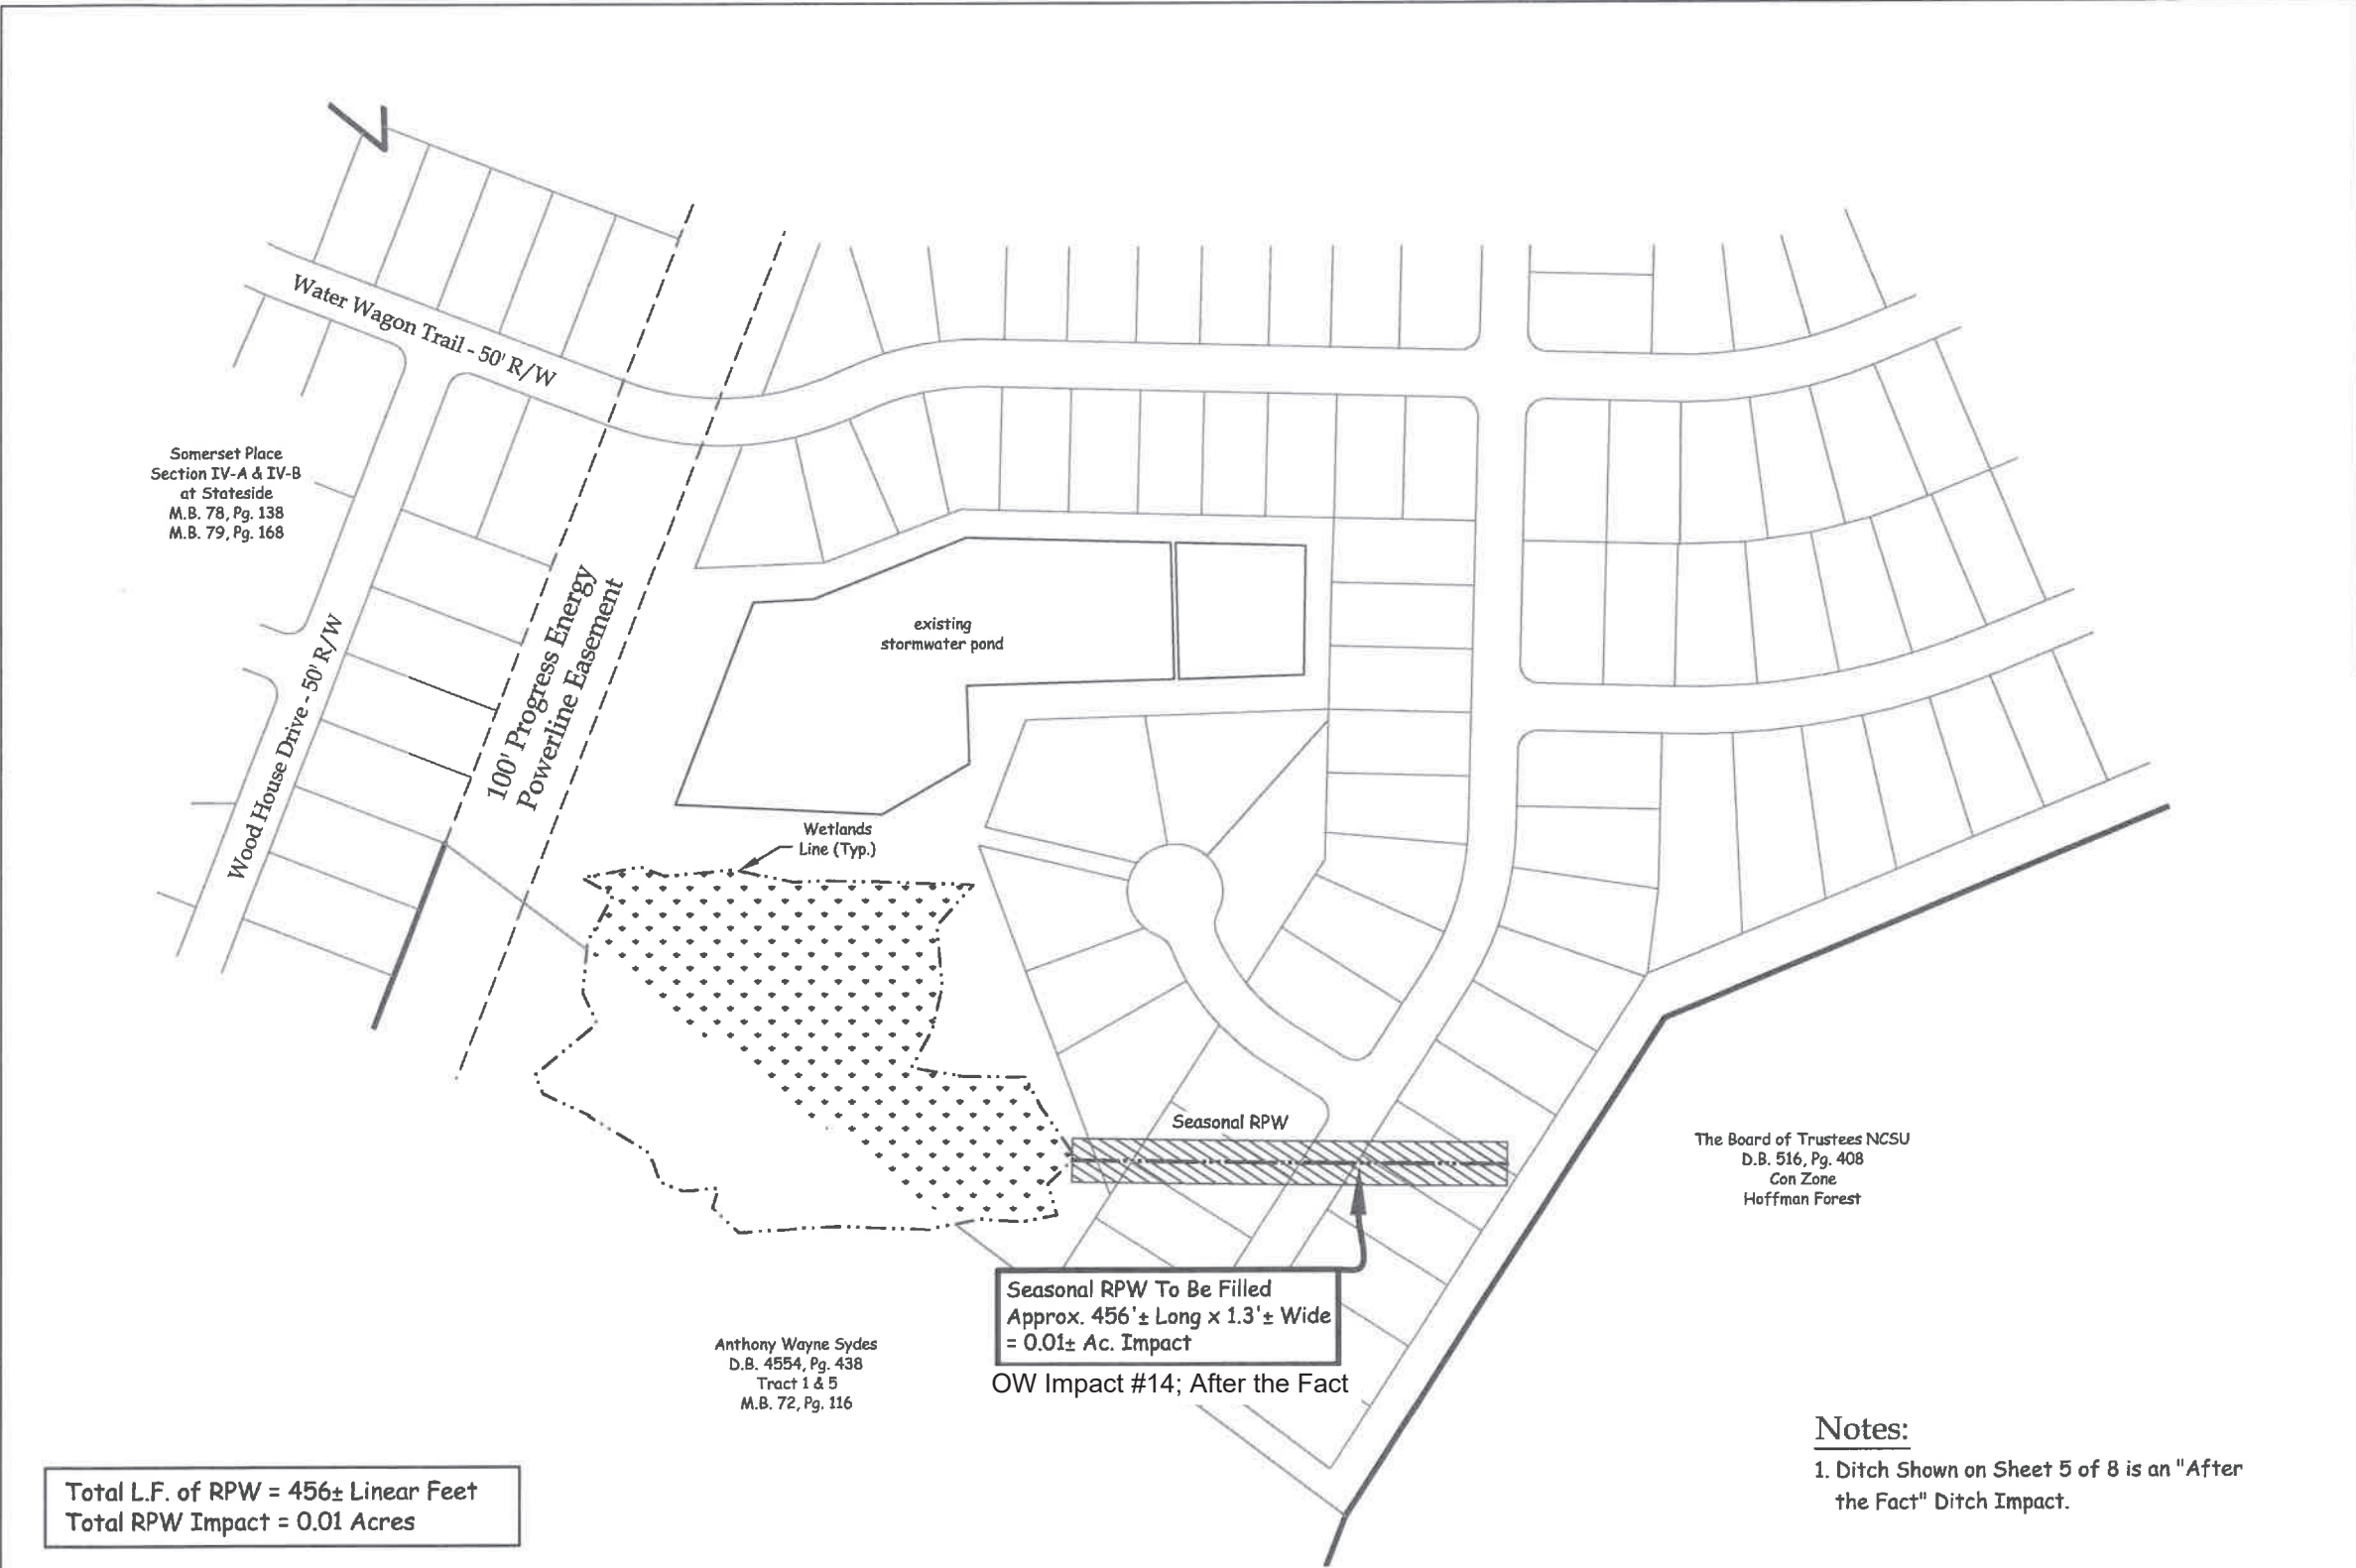 Water Wagon Trail - 50' R/W
Somerset Place
Section IV-A & IV-B
at Stateside
M.B. 78, Pg. 138
M.B. 79, Pg. 168
Wood House Drive - 50' R/W
100' Progress Energy
Powerline Easement
existing
stormwater pond
Wetlands
Line (Typ.)
Seasonal RPW
The Board of Trustees NCSU
D.B. 516, Pg. 408
Con Zone
Hoffman Forest
Seasonal RPW To Be Filled
Approx. 456'± Long x 1.3'± Wide
= 0.01± Ac. Impact
OW Impact #14; After the Fact
Anthony Wayne Sydes
D.B. 4554, Pg. 438
Tract 1 & 5
M.B. 72, Pg. 116
Total L.F. of RPW = 456± Linear Feet
Total RPW Impact = 0.01 Acres
Notes:
1. Ditch Shown on Sheet 5 of 8 is an "After
the Fact" Ditch Impact.